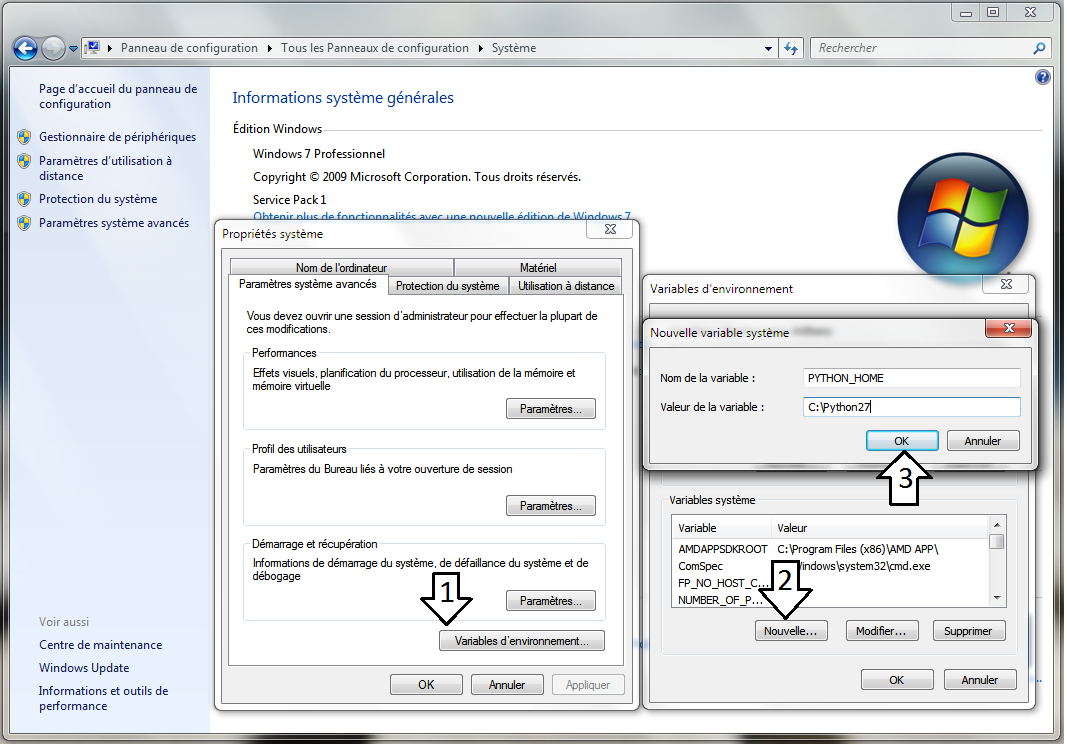 Panneau de configuration
Tous les Panneaux de configuration
Système
Rechercher
Page d'accueil du panneau de
configuration
Gestionnaire de périphériques
Paramètres d'utilisation à
distance
Protection du système
Paramètres système avancés
Voir aussi
Centre de maintenance
Windows Update
Informations et outils de
performance
Informations système générales
Édition Windows
Windows 7 Professionnel
Copyright © 2009 Microsoft Corporation. Tous droits réservés.
Service Pack 1
Obtenir plus de fonctionnalités avec une nouvelle édition de Windows 7
Propriétés système
Nom de l'ordinateur
Matériel
Paramètres système avancés
Protection du système
Utilisation à distance
Vous devez ouvrir une session d'administrateur pour effectuer la plupart de
ces modifications.
Performances
Effets visuels, planification du processeur, utilisation de la mémoire et
mémoire virtuelle
Paramètres...
Profil des utilisateurs
Paramètres du Bureau liés à votre ouverture de session
Paramètres...
Démarrage et récupération
Informations de démarrage du système, de défaillance du système et de
débogage
1
Paramètres...
Variables d'environnement...
OK
Annuler
Appliquer
Variables d'environnement
Nouvelle variable système
Nom de la variable :
PYTHON_HOME
Valeur de la variable :
C:\Python27
OK
Annuler
3
Variables système
Variable
Valeur
AMDAPPSDKROOT
C:\Program Files (x86)\AMD APP\
ComSpec
indows\system32\cmd.exe
FP_NO_HOST_C...
NUMBER_OF_P...
2
Nouvelle...
Modifier...
Supprimer
OK
Annuler